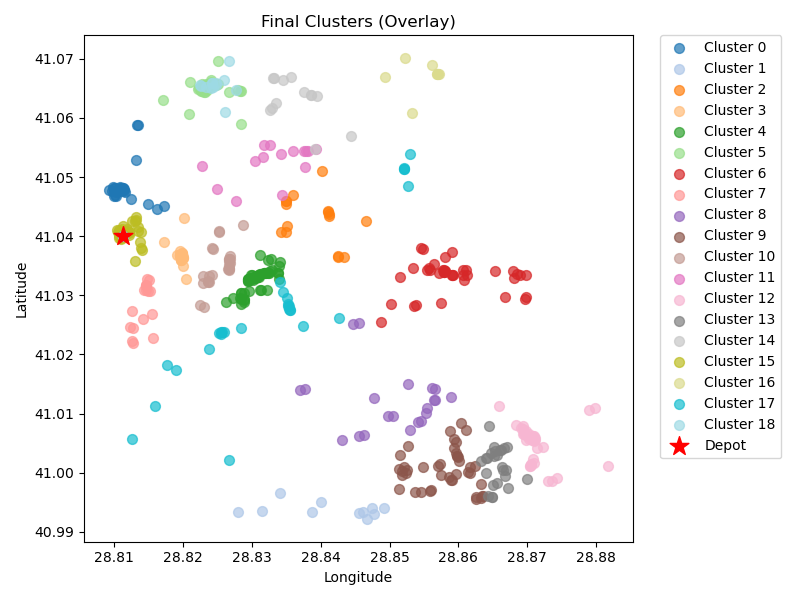 Final Clusters (Overlay)
41.07
41.06
41.05
41.04
41.03
41.02
41.01
41.00
40.99
Latitude
28.81 28.82 28.83 28.84 28.85 28.86 28.87 28.88
Longitude
Cluster 0
Cluster 1
Cluster 2
Cluster 3
Cluster 4
Cluster 5
Cluster 6
Cluster 7
Cluster 8
Cluster 9
Cluster 10
Cluster 11
Cluster 12
Cluster 13
Cluster 14
Cluster 15
Cluster 16
Cluster 17
Cluster 18
Depot